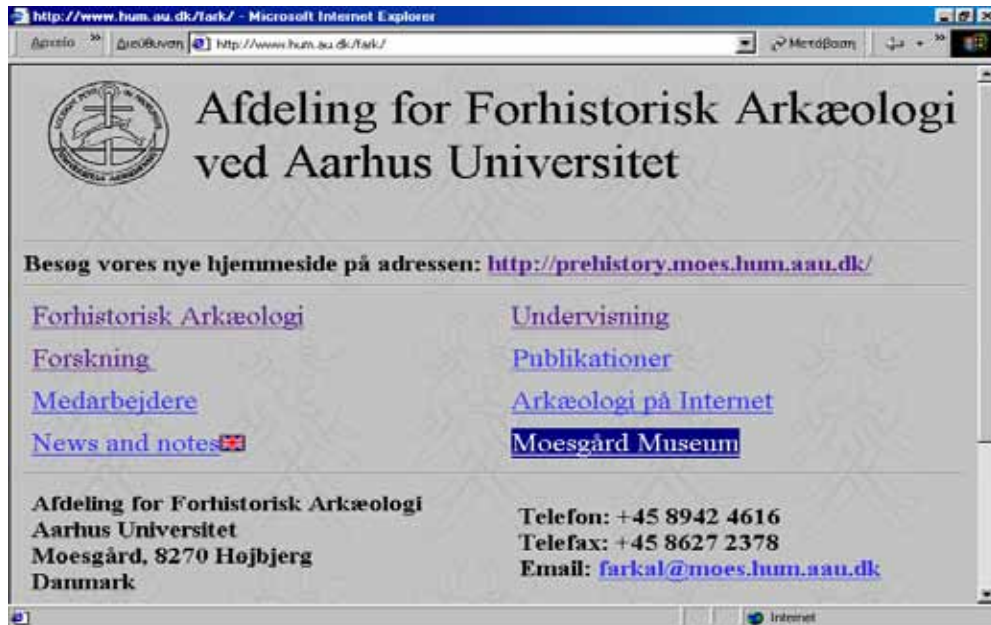 http://www.hum.au.dk/fark/ - Microsoft Internet Explorer
Αρχείο » Διεύθυνση http://www.hum.au.dk/fark/ Μετάβαση »
Afdeling for Forhistorisk Arkæologi
ved Aarhus Universitet
Besøg vores nye hjemmeside på adressen: http://prehistory.moes.hum.aau.dk/
Forhistorisk Arkæologi
Undervisning
Forskning
Publikationer
Medarbejdere
Arkæologi på Internet
News and notes
Moesgård Museum
Afdeling for Forhistorisk Arkæologi
Aarhus Universitet
Moesgård, 8270 Højbjerg
Danmark
Telefon: +45 8942 4616
Telefax: +45 8627 2378
Email: farkal@moes.hum.aau.dk
Internet